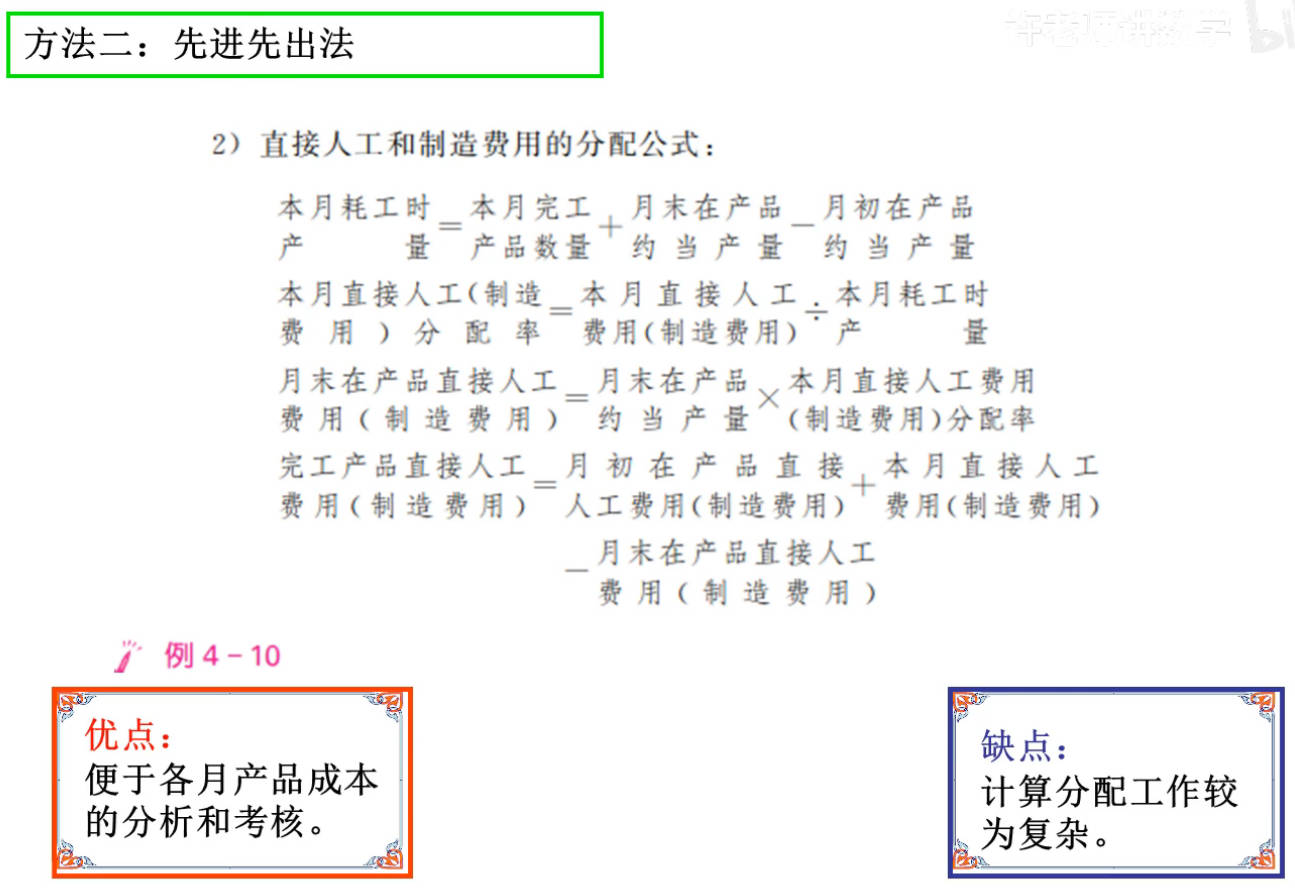 方法二：先进先出法
许老师讲数学
2）直接人工和制造费用的分配公式：
本月耗工时产量＝本月完工产品数量＋月末在产品约当产量－月初在产品约当产量
本月直接人工(制造费用)分配率＝本月直接人工费用(制造费用)÷本月耗工时产量
月末在产品直接人工费用(制造费用)＝月末在产品约当产量×本月直接人工费用(制造费用)分配率
完工产品直接人工费用(制造费用)＝月初在产品直接人工费用(制造费用)＋本月直接人工费用(制造费用)
－月末在产品直接人工费用(制造费用)
例4－10
优点：
便于各月产品成本
的分析和考核。
缺点：
计算分配工作较
为复杂。